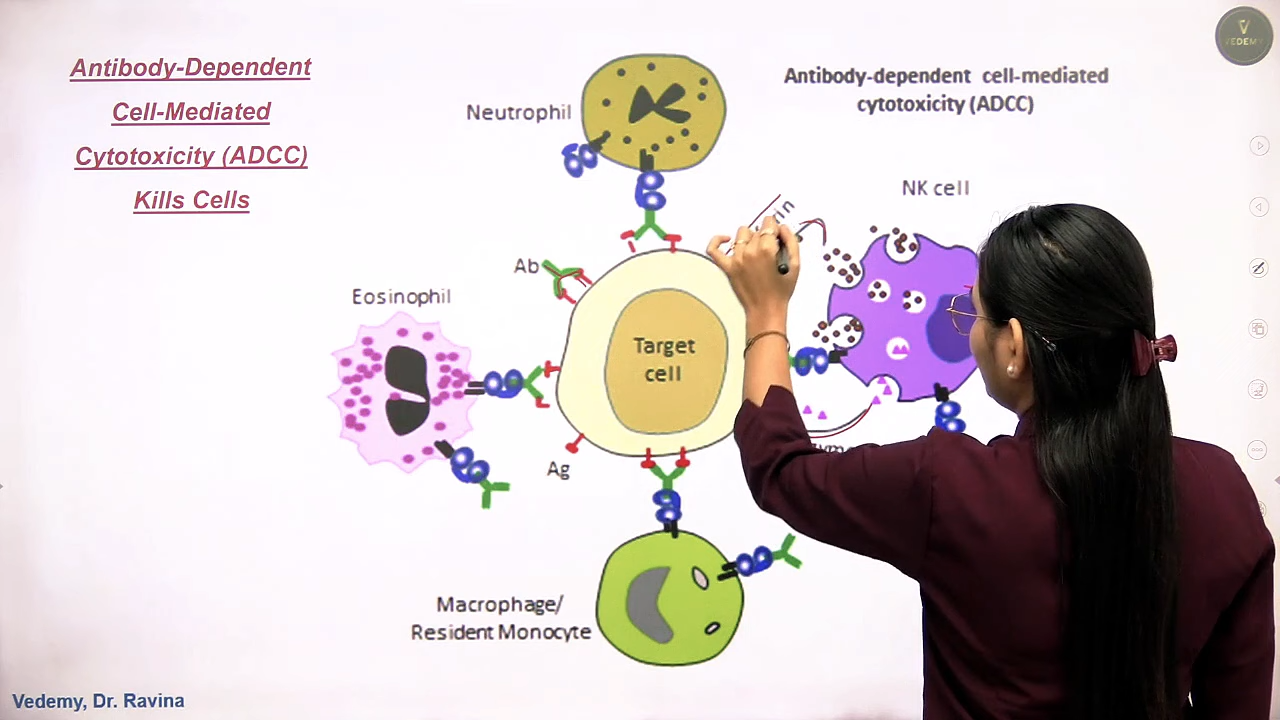 Antibody-Dependent
Cell-Mediated
Cytotoxicity (ADCC)
Kills Cells
Antibody-dependent cell-mediated
cytotoxicity (ADCC)
VEDEMY
Neutrophil
NK cell
Ab
Eosinophil
Target
cell
Ag
Macrophage/
Resident Monocyte
Vedemy, Dr. Ravina